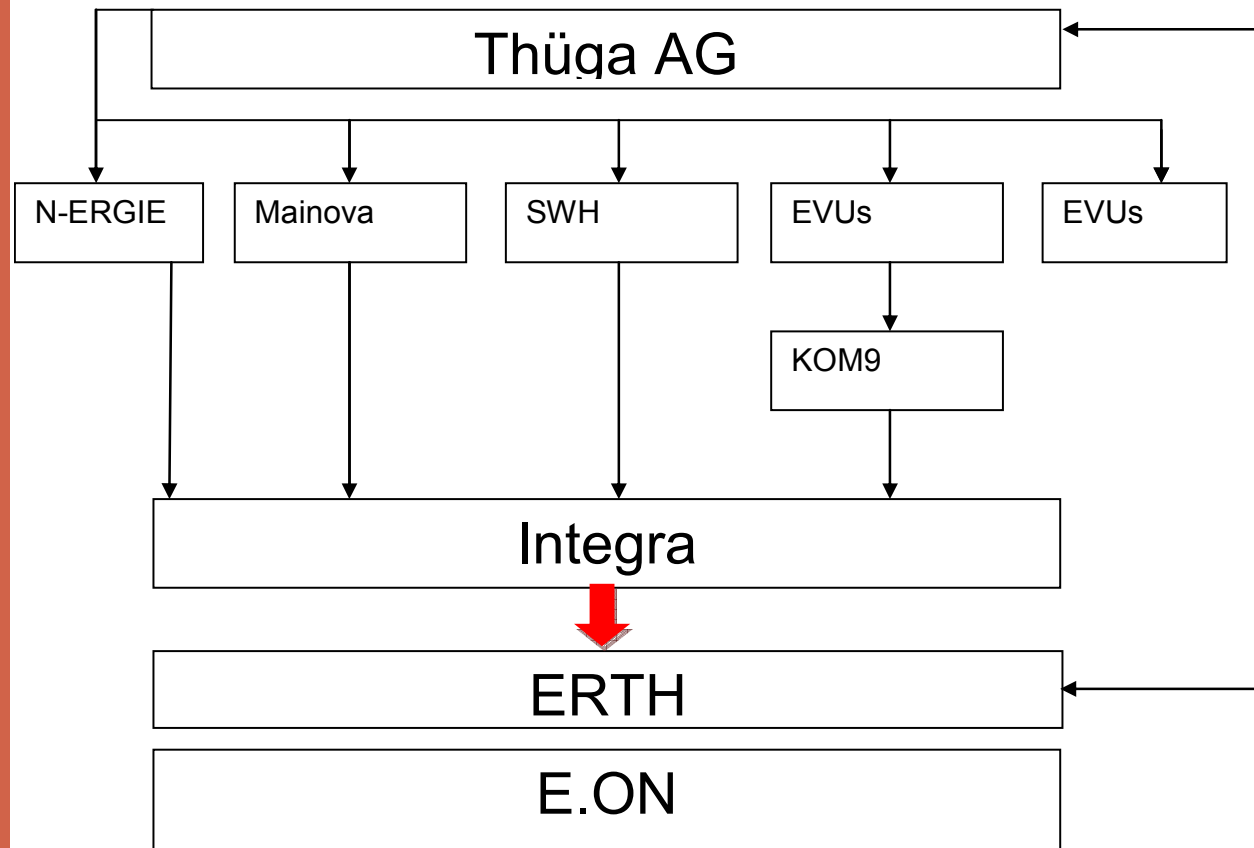 Thüga AG
N-ERGIE
Mainova
SWH
EVUs
EVUs
KOM9
Integra
ERTH
E.ON